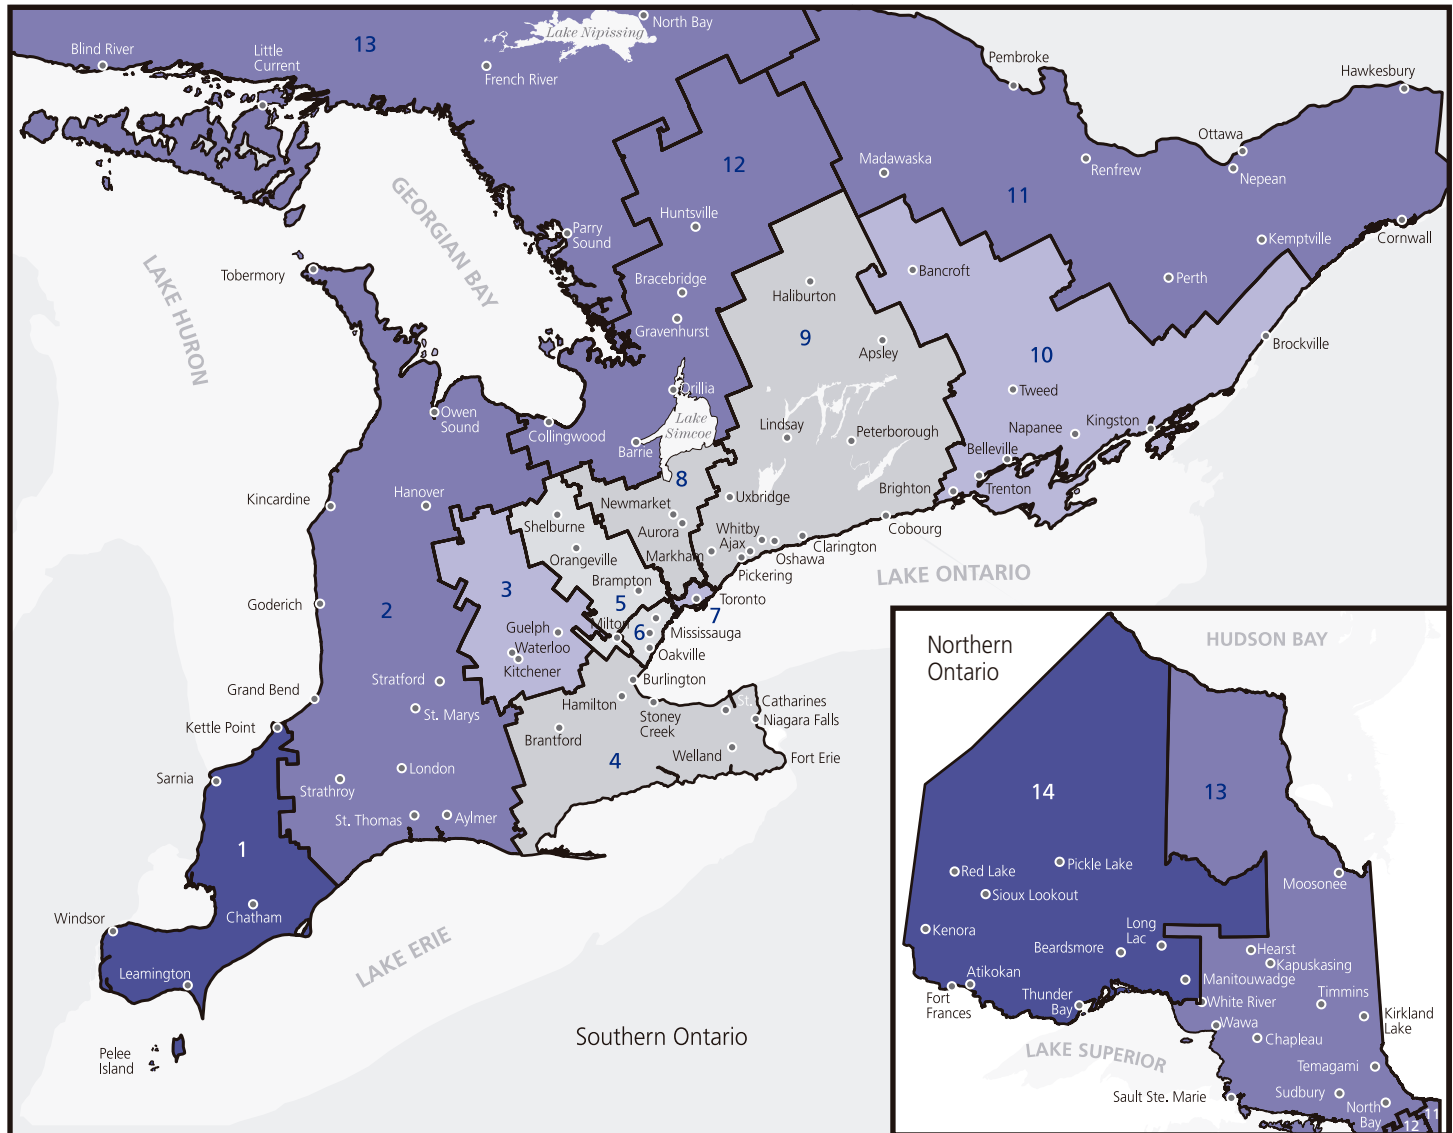 North Bay
Lake Nipissing
13
Blind River
Little
Current
French River
Pembroke
Hawkesbury
Ottawa
Nepean
Madawaska
Renfrew
12
11
GEORGIAN BAY
Huntsville
Parry
Sound
Kemptville
Cornwall
LAKE HURON
Tobermory
Bracebridge
Haliburton
Bancroft
Perth
Gravenhurst
9
Apsley
10
Brockville
Orillia
Tweed
Owen
Sound
Lake
Simcoe
Collingwood
Barrie
Lindsay
Peterborough
Napanee
Kingston
Belleville
8
Kincardine
Hanover
Newmarket
Uxbridge
Brighton
Trenton
Shelburne
Aurora
Whitby
Ajax
Cobourg
Clarington
Markham
Oshawa
Orangeville
Pickering
LAKE ONTARIO
Brampton
3
5
Toronto
7
Goderich
2
Milton
6
Mississauga
Guelph
Waterloo
Kitchener
Oakville
Stratford
Burlington
Grand Bend
Hamilton
St. Catharines
St. Marys
Stoney
Creek
Niagara Falls
Kettle Point
Brantford
Welland
Fort Erie
4
Sarnia
London
Strathroy
St. Thomas
Aylmer
1
Chatham
Windsor
LAKE ERIE
Leamington
Pelee
Island
Southern Ontario
Northern
Ontario
HUDSON BAY
14
13
Red Lake
Pickle Lake
Moosonee
Sioux Lookout
Kenora
Long
Lac
Beardsmore
Hearst
Kapuskasing
Atikokan
Manitouwadge
Fort
Frances
Thunder
Bay
White River
Timmins
Kirkland
Lake
Wawa
Chapleau
LAKE SUPERIOR
Temagami
Sault Ste. Marie
Sudbury
North
Bay
11
12